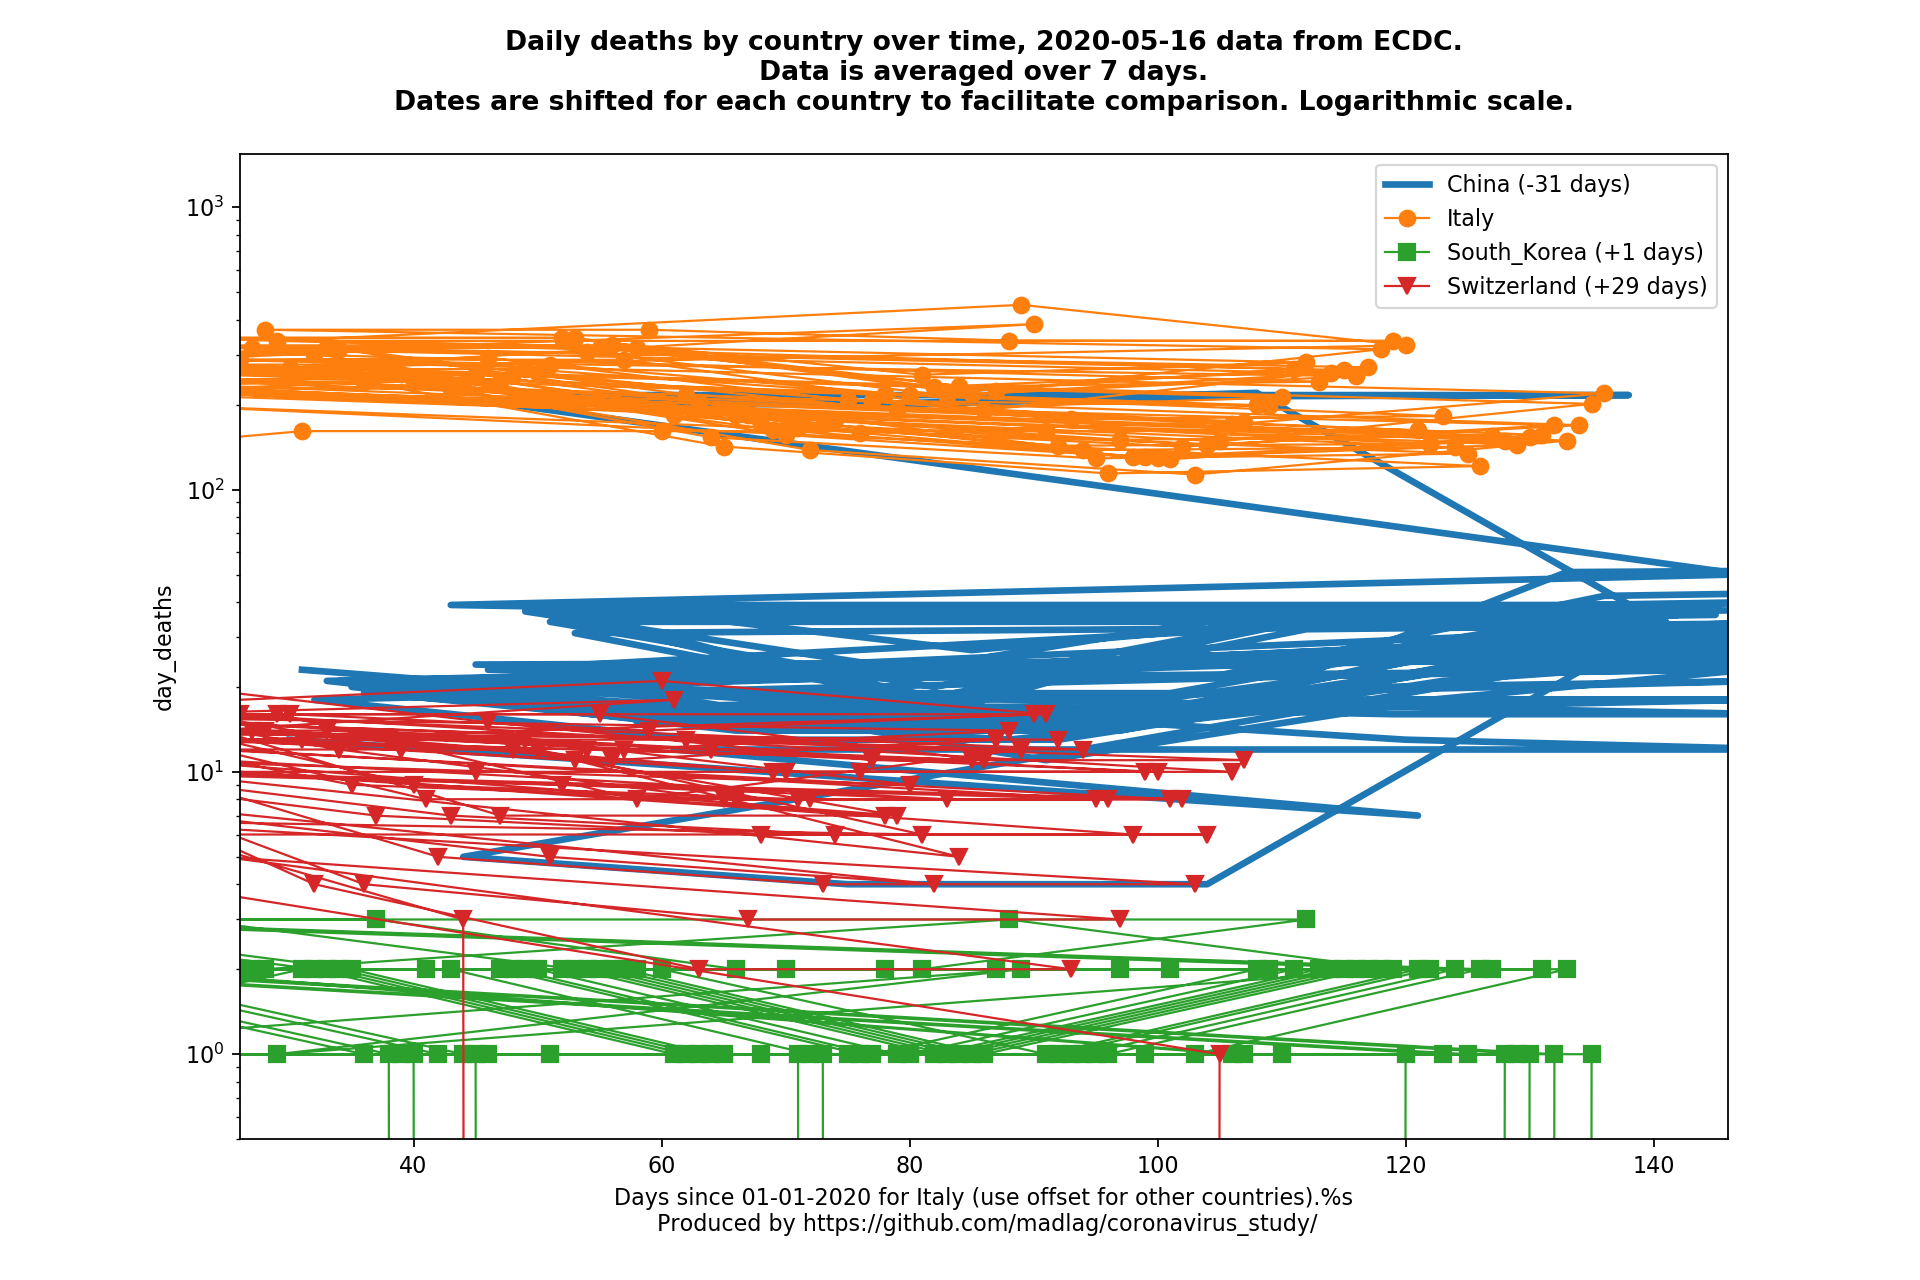 Daily deaths by country over time, 2020-05-16 data from ECDC.
Data is averaged over 7 days.
Dates are shifted for each country to facilitate comparison. Logarithmic scale.
China (-31 days)
Italy
South_Korea (+1 days)
Switzerland (+29 days)
10³
10²
10¹
10⁰
day_deaths
40 60 80 100 120 140
Days since 01-01-2020 for Italy (use offset for other countries).%s
Produced by https://github.com/madlag/coronavirus_study/